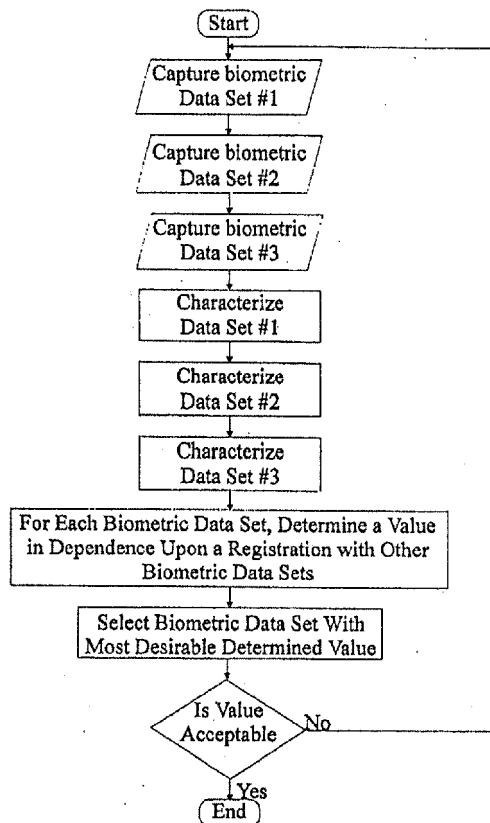 Start
Capture biometric
Data Set #1
Capture biometric
Data Set #2
Capture biometric
Data Set #3
Characterize
Data Set #1
Characterize
Data Set #2
Characterize
Data Set #3
For Each Biometric Data Set, Determine a Value
in Dependence Upon a Registration with Other
Biometric Data Sets
Select Biometric Data Set With
Most Desirable Determined Value
Is Value
Acceptable
No
Yes
End